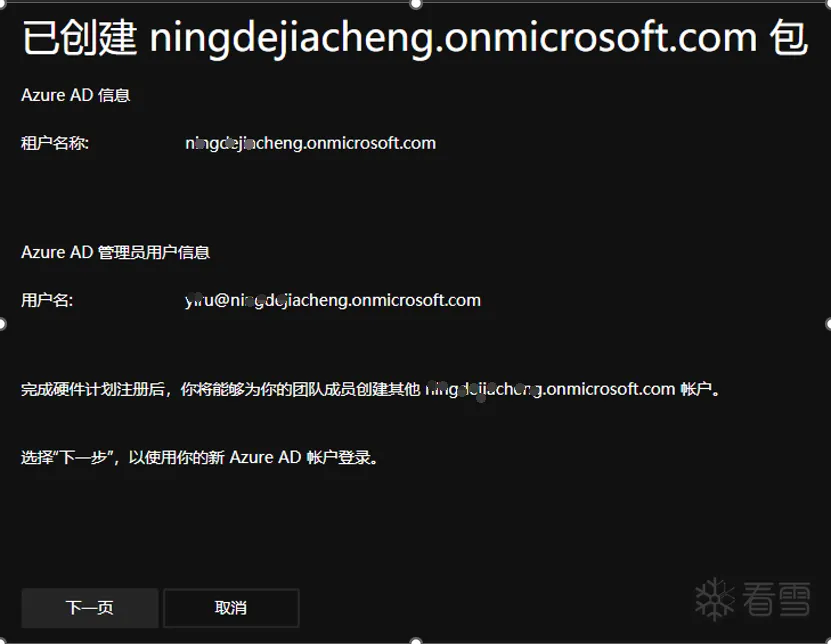 已创建 ningdejiacheng.onmicrosoft.com 包
Azure AD 信息
租户名称: ningdejiacheng.onmicrosoft.com
Azure AD 管理员用户信息
用户名: yiru@ningdejiacheng.onmicrosoft.com
完成硬件计划注册后，你将能够为你的团队成员创建其他 ningdejiacheng.onmicrosoft.com 帐户。
选择“下一步”，以使用你的新 Azure AD 帐户登录。
下一页 取消
看雪